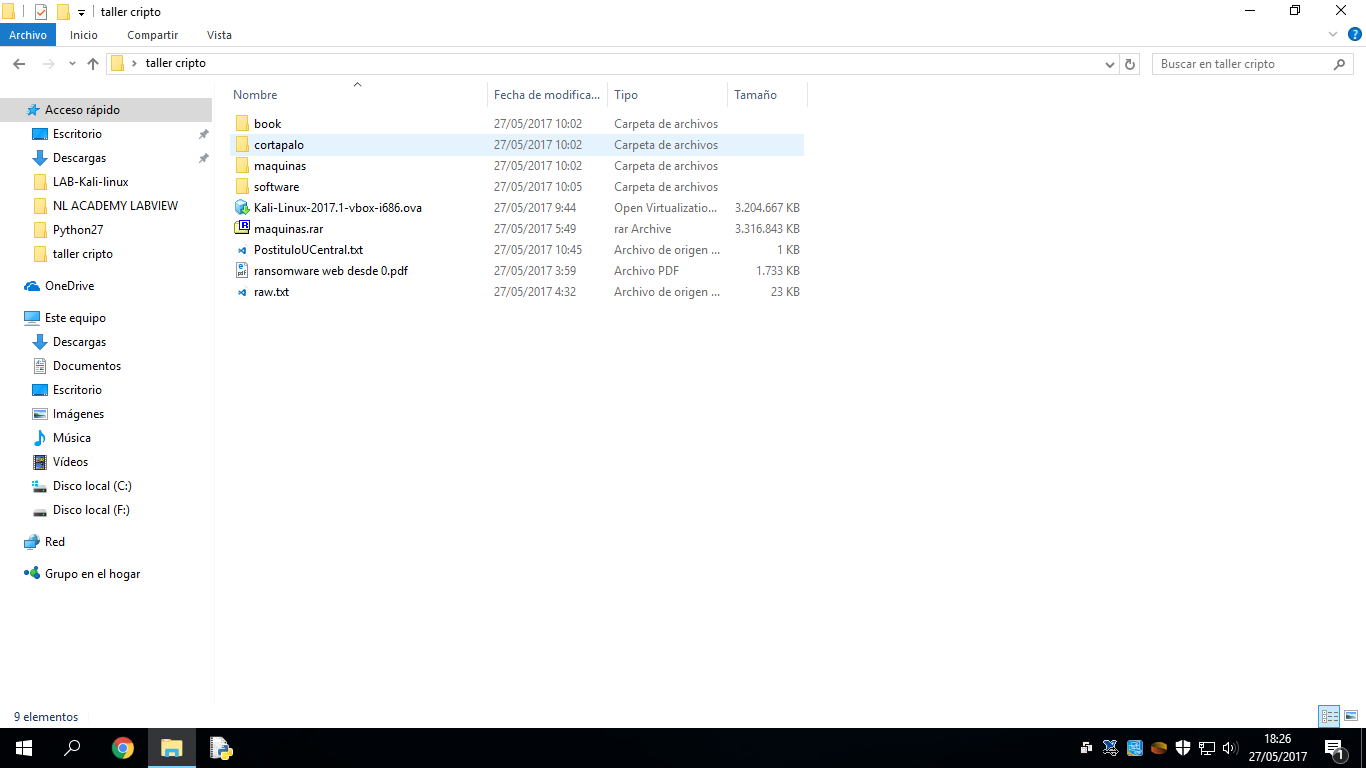 taller cripto
Archivo Inicio Compartir Vista
taller cripto Buscar en taller cripto
Nombre Fecha de modifica... Tipo Tamaño
Acceso rápido
Escritorio
Descargas
LAB-Kali-linux
NL ACADEMY LABVIEW
Python27
taller cripto
OneDrive
Este equipo
Descargas
Documentos
Escritorio
Imágenes
Música
Vídeos
Disco local (C:)
Disco local (F:)
Red
Grupo en el hogar
book 27/05/2017 10:02 Carpeta de archivos
cortapalo 27/05/2017 10:02 Carpeta de archivos
maquinas 27/05/2017 10:02 Carpeta de archivos
software 27/05/2017 10:05 Carpeta de archivos
Kali-Linux-2017.1-vbox-i686.ova 27/05/2017 9:44 Open Virtualizatio... 3.204.667 KB
maquinas.rar 27/05/2017 5:49 rar Archive 3.316.843 KB
PostituloUCentral.txt 27/05/2017 10:45 Archivo de origen ... 1 KB
ransomware web desde 0.pdf 27/05/2017 3:59 Archivo PDF 1.733 KB
raw.txt 27/05/2017 4:32 Archivo de origen ... 23 KB
9 elementos
18:26
27/05/2017
1